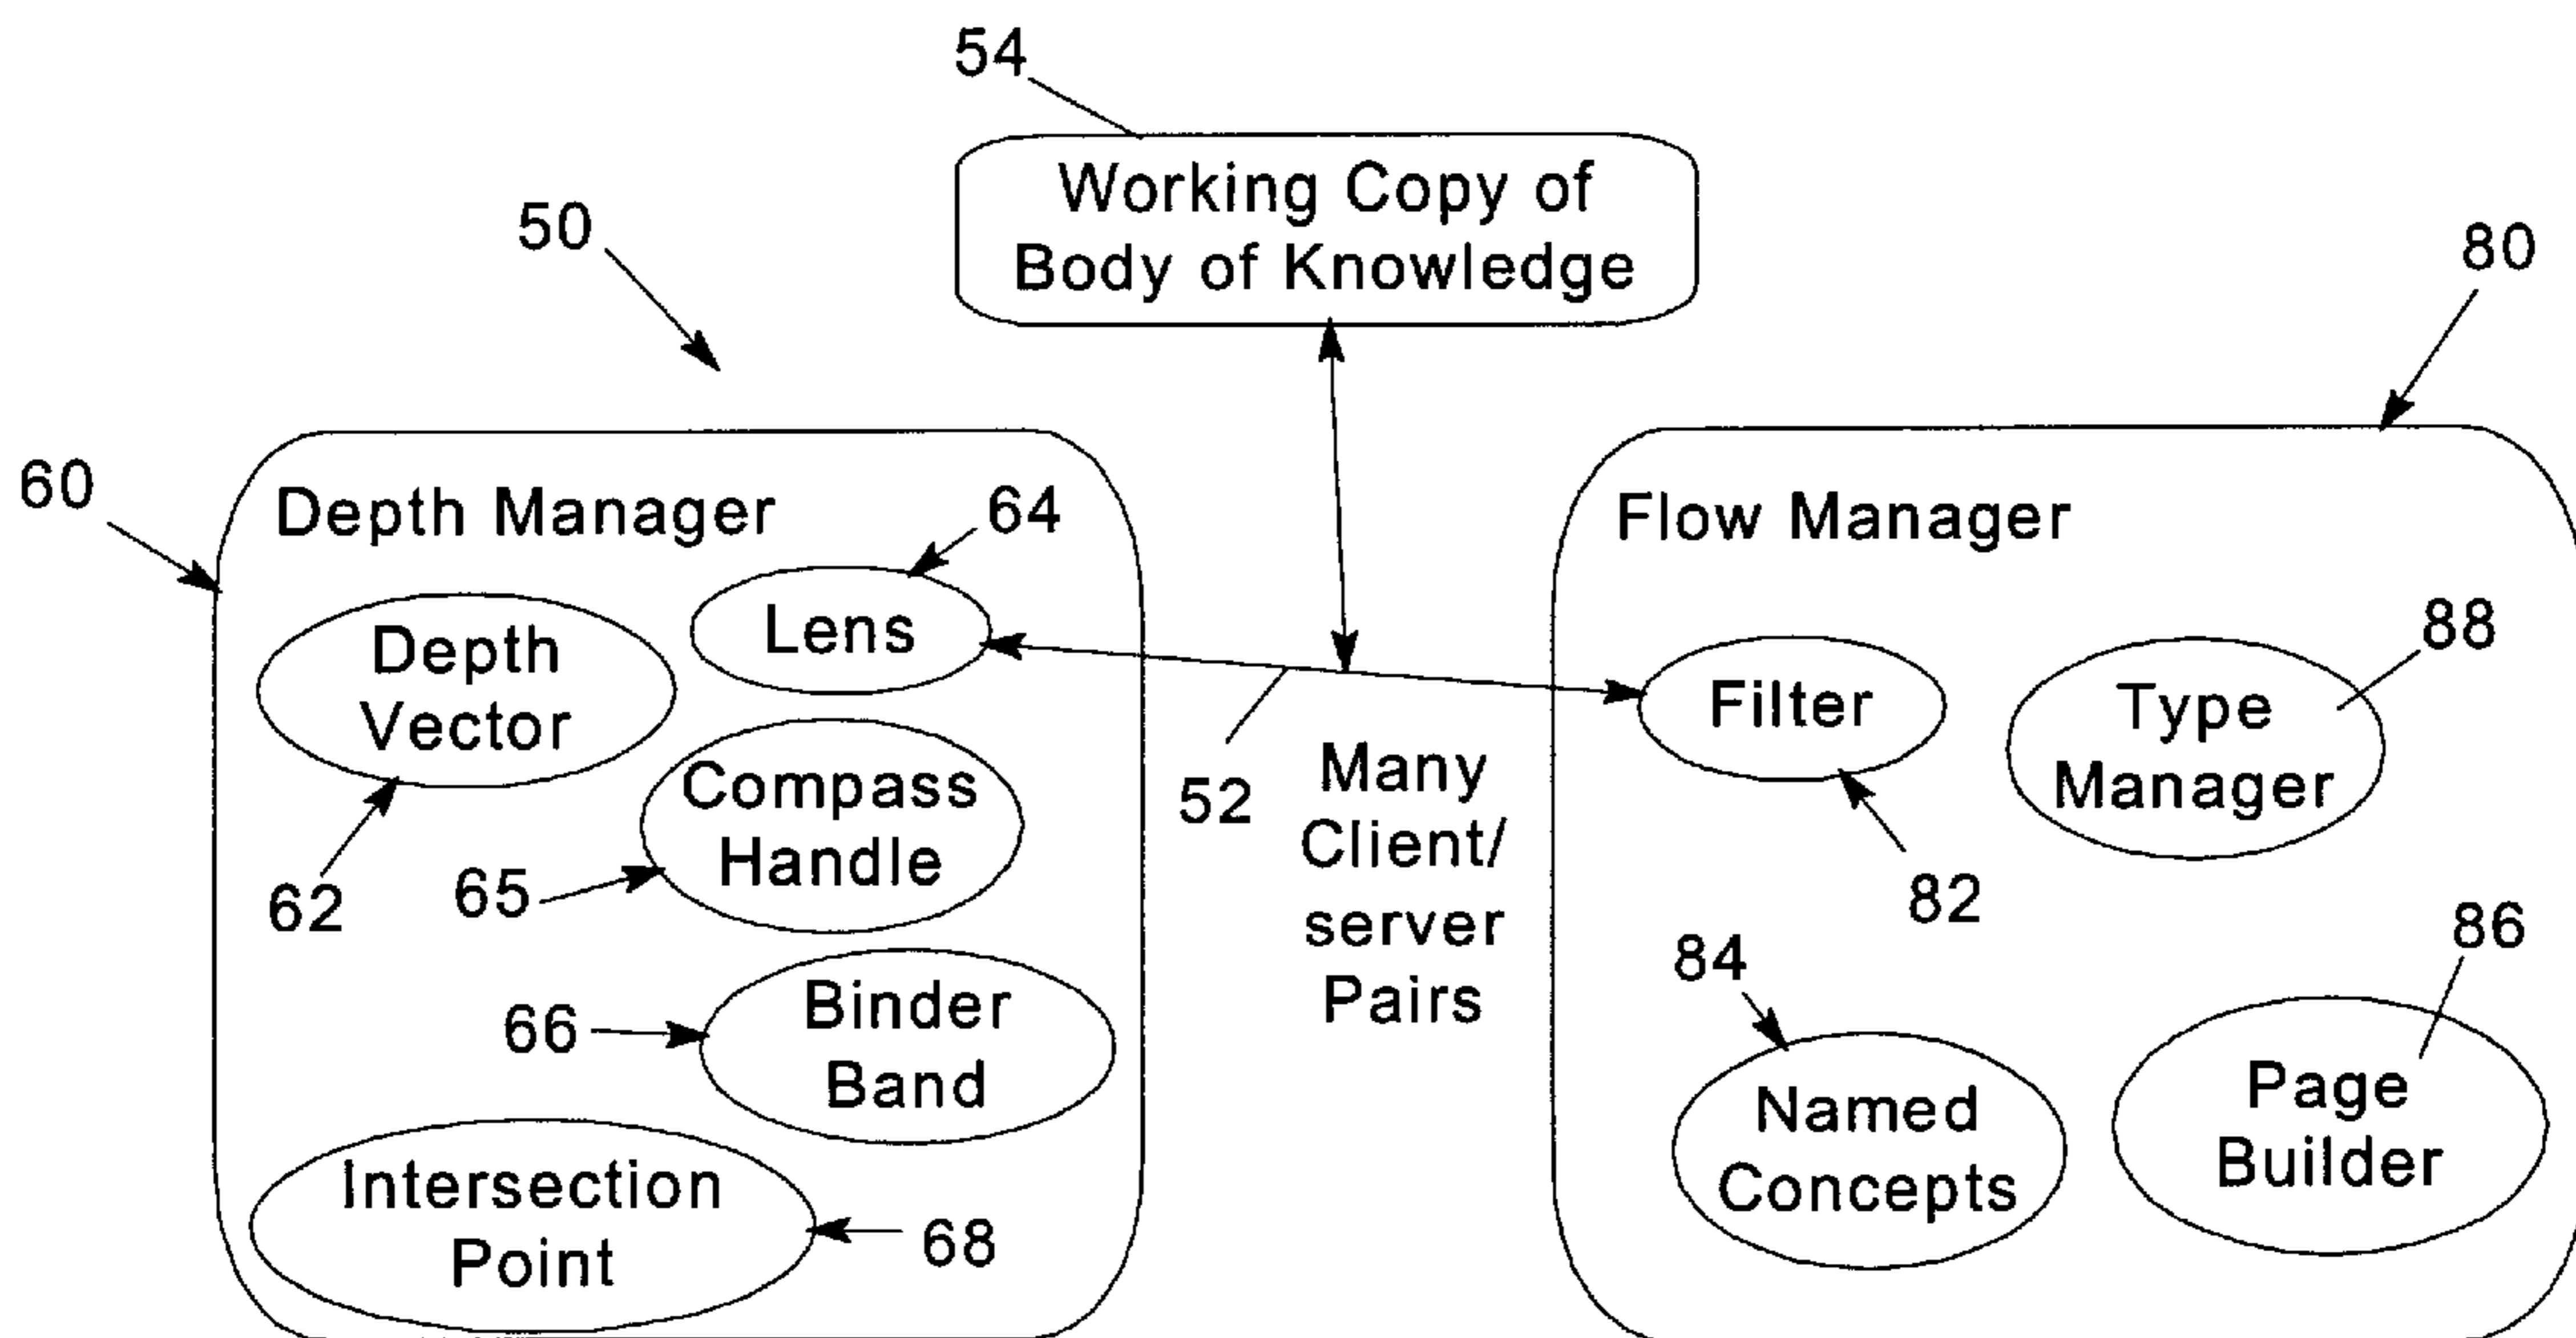 54
Working Copy of
Body of Knowledge
50
80
60
Depth Manager
64
Lens
Depth
Vector
62
Compass
Handle
65
Binder
Band
66
Intersection
Point
68
52
Many
Client/
server
Pairs
Flow Manager
Filter
82
Type
Manager
88
84
Named
Concepts
86
Page
Builder